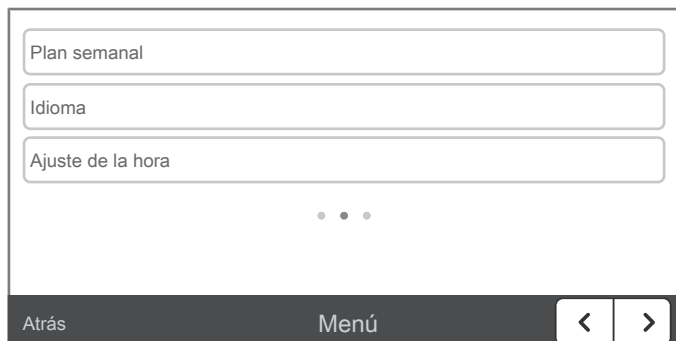 Plan semanal
Idioma
Ajuste de la hora
Atrás Menú